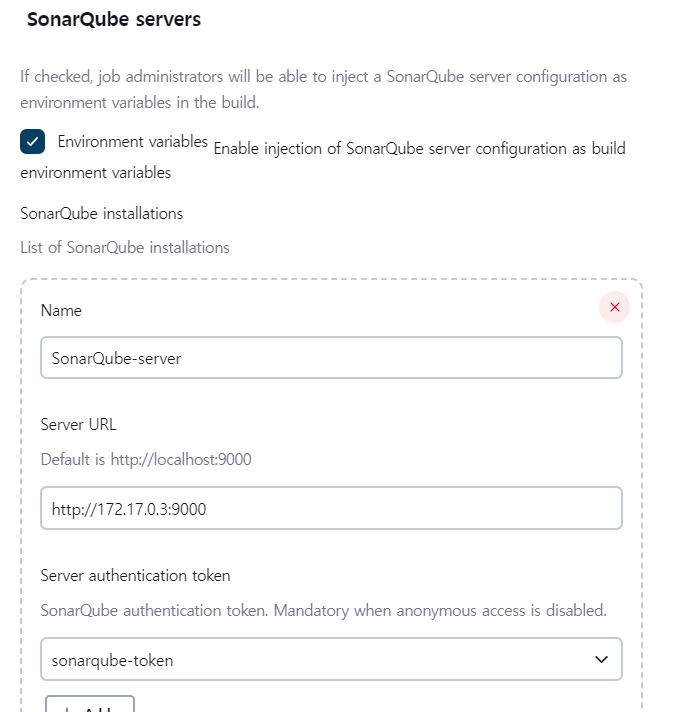 SonarQube servers
If checked, job administrators will be able to inject a SonarQube server configuration as
environment variables in the build.
Environment variables Enable injection of SonarQube server configuration as build
environment variables
SonarQube installations
List of SonarQube installations
Name
SonarQube-server
Server URL
Default is http://localhost:9000
http://172.17.0.3:9000
Server authentication token
SonarQube authentication token. Mandatory when anonymous access is disabled.
sonarqube-token